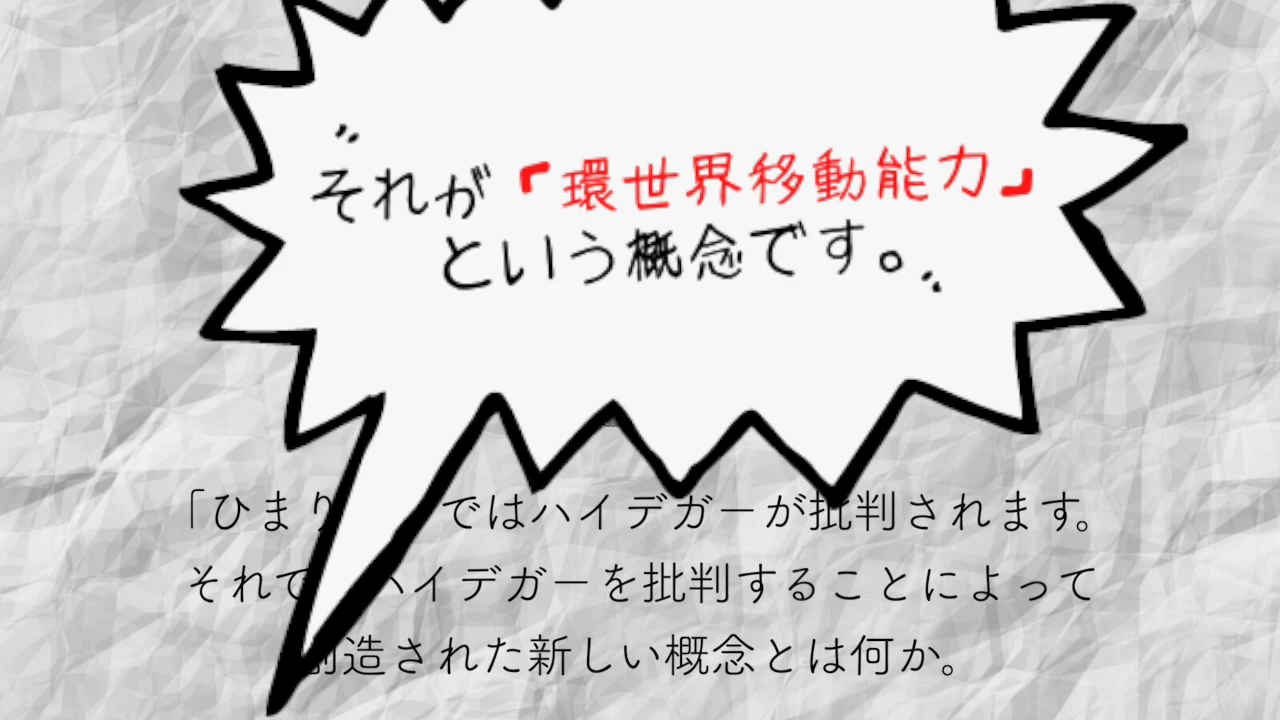 それが『環世界移動能力』
という概念です。
「ひまり ではハイデガーが批判されます。
それで ハイデガーを批判することによって
創造された新しい概念とは何か。